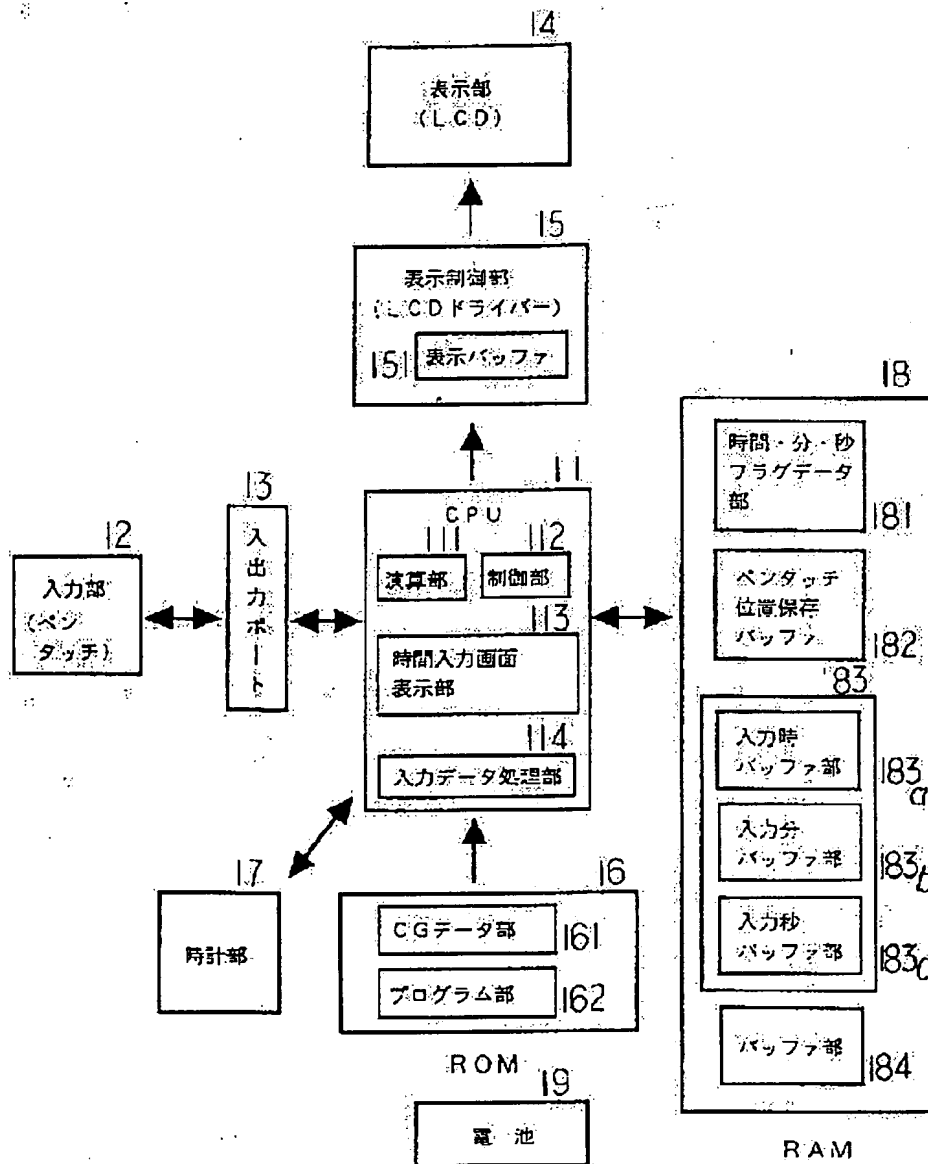 14
表示部
(LCD)
15
表示制御部
(LCDドライバー)
151
表示バッファ
18
時間・分・秒
フラグデータ
部
181
13
入出力ポート
11
CPU
111
演算部
112
制御部
12
入力部
(ペン
タッチ)
ペンタッチ
位置保存
バッファ
182
113
時間入力画面
表示部
183
入力時
バッファ部
183a
114
入力データ処理部
入力分
バッファ部
183b
17
時計部
16
CGデータ部
161
入力秒
バッファ部
183c
プログラム部
162
バッファ部
184
ROM
19
電池
RAM